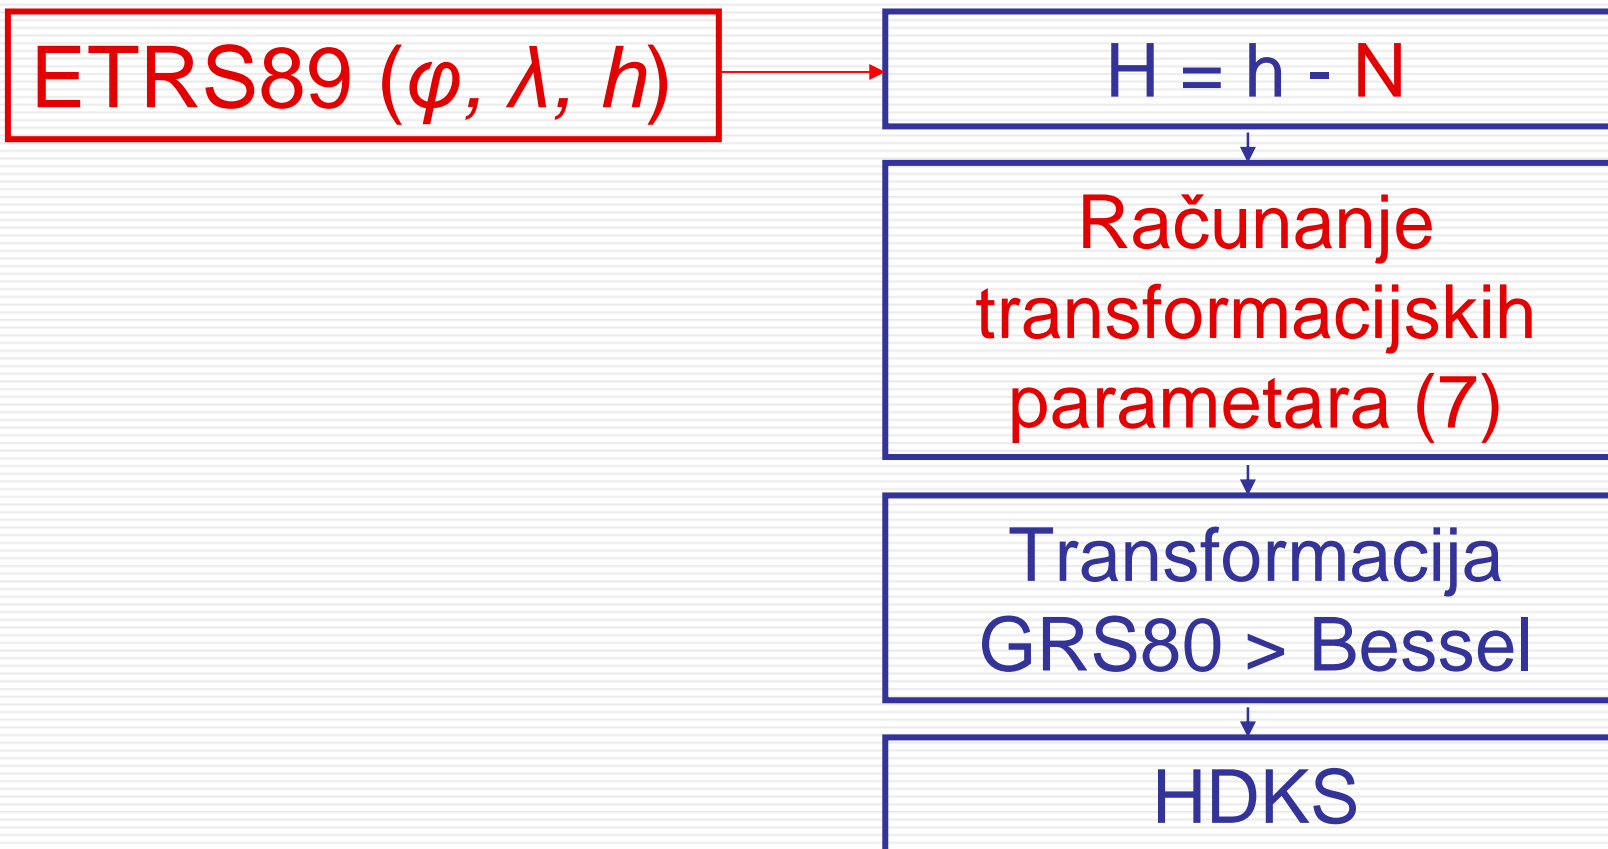 ETRS89 (φ, λ, h)
H = h - N
Računanje
transformacijskih
parametara (7)
Transformacija
GRS80 > Bessel
HDKS